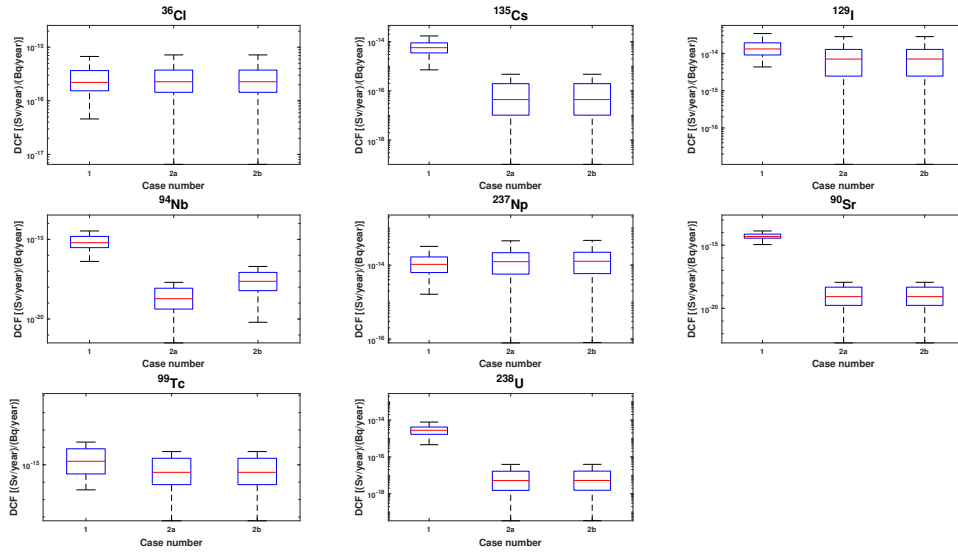 ³⁶Cl
DCF [(Sv/year)/(Bq/year)]
10⁻¹⁵
10⁻¹⁶
10⁻¹⁷
1 2a 2b
Case number
¹³⁵Cs
DCF [(Sv/year)/(Bq/year)]
10⁻¹⁴
10⁻¹⁶
10⁻¹⁸
1 2a 2b
Case number
¹²⁹I
DCF [(Sv/year)/(Bq/year)]
10⁻¹⁴
10⁻¹⁵
10⁻¹⁶
1 2a 2b
Case number
⁹⁴Nb
DCF [(Sv/year)/(Bq/year)]
10⁻¹⁵
10⁻²⁰
1 2a 2b
Case number
²³⁷Np
DCF [(Sv/year)/(Bq/year)]
10⁻¹⁴
10⁻¹⁶
1 2a 2b
Case number
⁹⁰Sr
DCF [(Sv/year)/(Bq/year)]
10⁻¹⁵
10⁻²⁰
1 2a 2b
Case number
⁹⁹Tc
DCF [(Sv/year)/(Bq/year)]
10⁻¹⁵
1 2a 2b
Case number
²³⁸U
DCF [(Sv/year)/(Bq/year)]
10⁻¹⁴
10⁻¹⁶
10⁻¹⁸
1 2a 2b
Case number